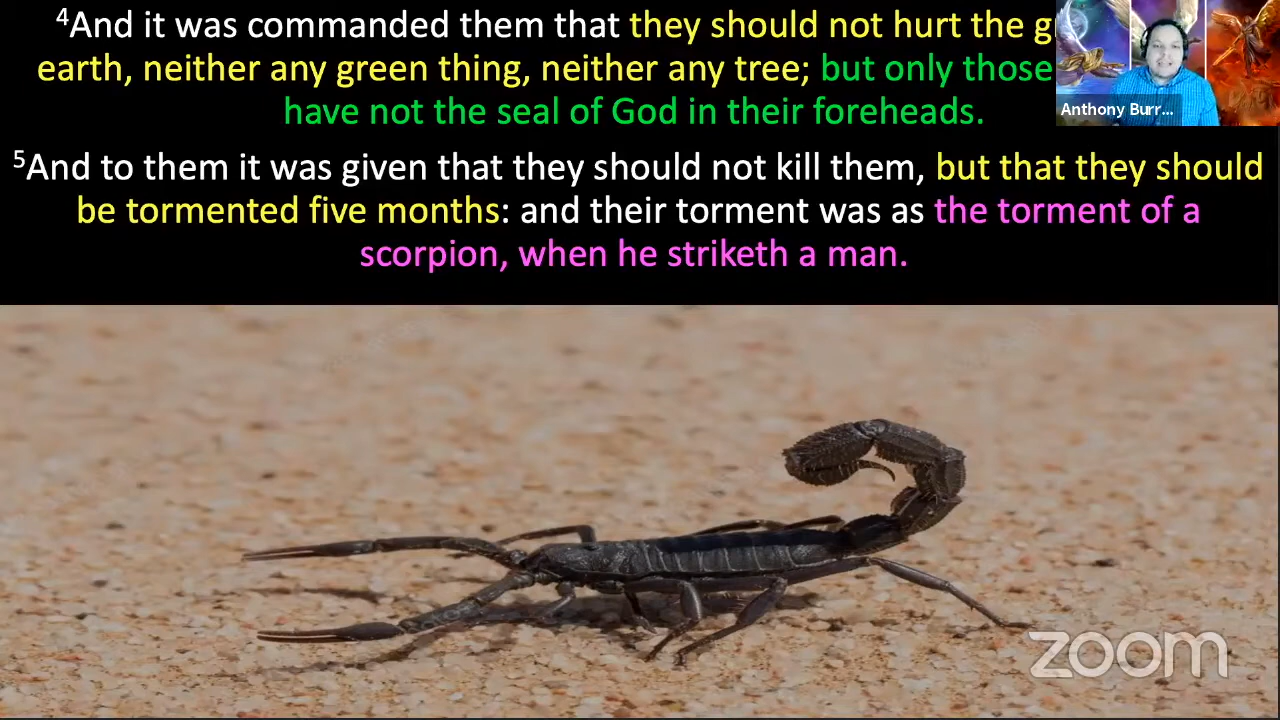 ⁴And it was commanded them that they should not hurt the
earth, neither any green thing, neither any tree; but only those
have not the seal of God in their foreheads.
⁵And to them it was given that they should not kill them, but that they should
be tormented five months: and their torment was as the torment of a
scorpion, when he striketh a man.
Anthony Burr...
zoom